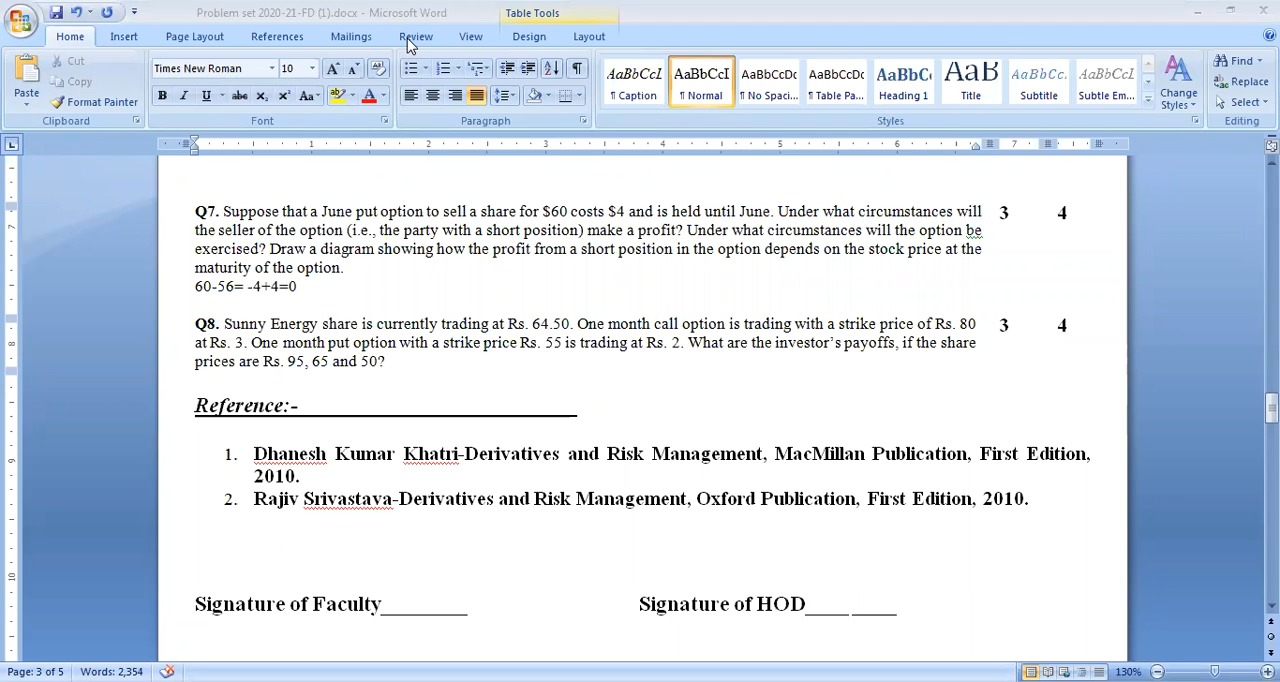 Problem set 2020-21-FD (1).docx - Microsoft Word
Table Tools
Home Insert Page Layout References Mailings Review View Design Layout
Paste
Cut
Copy
Format Painter
Clipboard
Times New Roman 10
Font
Paragraph
AaBbCcI AaBbCcI AaBbCcDc AaBbCcDc AaBbC AaB AaBbCc. AaBbCcI
¶ Caption ¶ Normal ¶ No Spaci... ¶ Table Pa... Heading 1 Title Subtitle Subtle Em...
Change
Styles
Styles
Find
Replace
Select
Editing
1 2 3 4 5 6 7
Q7. Suppose that a June put option to sell a share for $60 costs $4 and is held until June. Under what circumstances will 3 4
the seller of the option (i.e., the party with a short position) make a profit? Under what circumstances will the option be
exercised? Draw a diagram showing how the profit from a short position in the option depends on the stock price at the
maturity of the option.
60-56= -4+4=0
Q8. Sunny Energy share is currently trading at Rs. 64.50. One month call option is trading with a strike price of Rs. 80 3 4
at Rs. 3. One month put option with a strike price Rs. 55 is trading at Rs. 2. What are the investor's payoffs, if the share
prices are Rs. 95, 65 and 50?
Reference:-
1. Dhanesh Kumar Khatri-Derivatives and Risk Management, MacMillan Publication, First Edition,
2010.
2. Rajiv Srivastava-Derivatives and Risk Management, Oxford Publication, First Edition, 2010.
Signature of Faculty________ Signature of HOD____ ____
Page: 3 of 5 Words: 2,354 130%